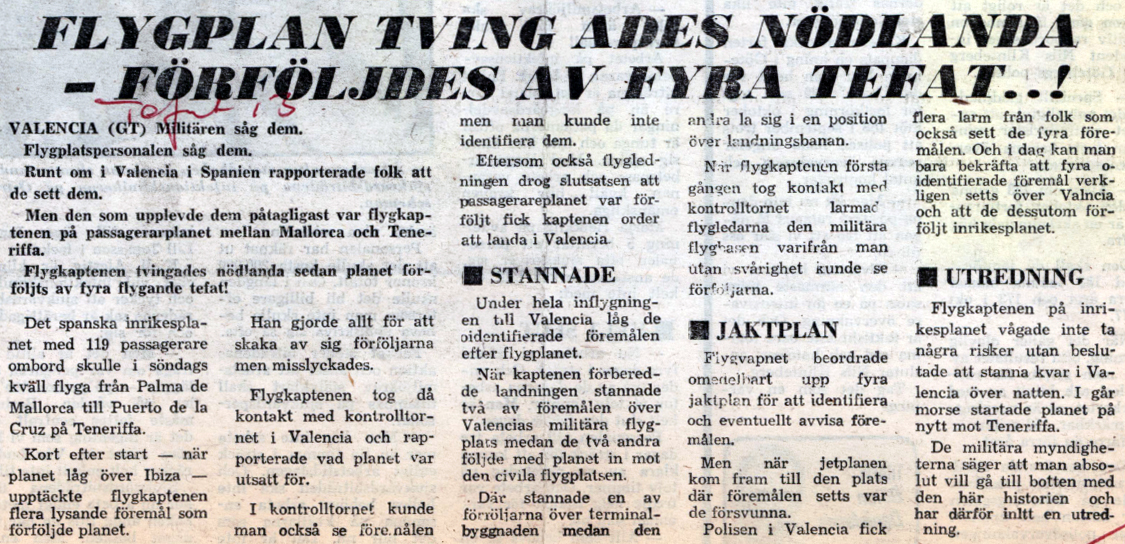 FLYGPLAN TVING ADES NÖDLANDA
– FÖRFÖLJDES AV FYRA TEFAT..!
VALENCIA (GT) Militären såg dem.
Flygplatspersonalen såg dem.
Runt om i Valencia i Spanien rapporterade folk att
de sett dem.
Men den som upplevde dem påtagligast var flygkap-
tenen på passagerarplanet mellan Mallorca och Tene-
riffa.
Flygkaptenen tvingades nödlanda sedan planet för-
följts av fyra flygande tefat!
Det spanska inrikespla-
net med 119 passagerare
ombord skulle i söndags
kväll flyga från Palma de
Mallorca till Puerto de la
Cruz på Teneriffa.
Kort efter start — när
planet låg över Ibiza —
upptäckte flygkaptenen
flera lysande föremål som
förföljde planet.
Han gjorde allt för att
skaka av sig förföljarna
men misslyckades.
Flygkaptenen tog då
kontakt med kontrolltor-
net i Valencia och rap-
porterade vad planet var
utsatt för.
I kontrolltornet kunde
man också se föremålen
men man kunde inte
identifiera dem.
Eftersom också flygled-
ningen drog slutsatsen att
passagerareplanet var för-
följt fick kaptenen order
att landa i Valencia
■ STANNADE
Under hela inflygning-
en till Valencia låg de
oidentifierade föremålen
efter flygplanet.
När kaptenen förbered-
de landningen stannade
två av föremålen över
Valencias militära flyg-
plats medan de två andra
följde med planet in mot
den civila flygplatsen.
Där stannade en av
förföljarna över terminal-
byggnaden medan den
andra la sig i en position
över landningsbanan.
När flygkaptenen första
gången tog kontakt med
kontrolltornet larmade
flygledarna den militära
flygbasen varifrån man
utan svårighet kunde se
förföljarna.
■ JAKTPLAN
Flygvapnet beordrade
omedelbart upp fyra
jaktplan för att identifiera
och eventuellt avvisa före-
målen.
Men när jetplanen
kom fram till den plats
där föremålen setts var
de försvunna.
Polisen i Valencia fick
flera larm från folk som
också sett de fyra före-
målen. Och i dag kan man
bara bekräfta att fyra o-
identifierade föremål verk-
ligen setts över Valncia
och att de dessutom för-
följt inrikesplanet.
■ UTREDNING
Flygkaptenen på inri-
kesplanet vågade inte ta
några risker utan beslu-
tade att stanna kvar i Va-
lencia över natten. I går
morse startade planet på
nytt mot Teneriffa.
De militära myndighe-
terna säger att man abso-
lut vill gå till botten med
den här historien och
har därför inltt en utred-
ning.